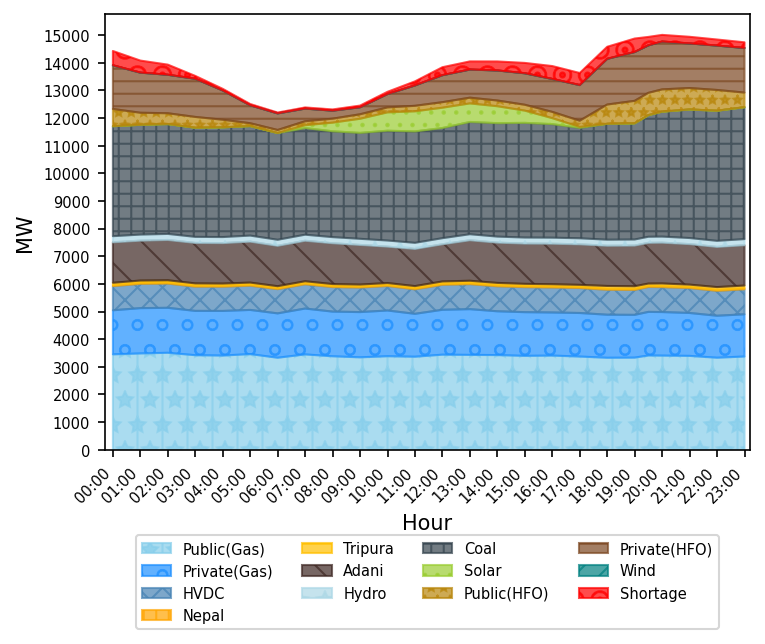 15000
14000
13000
12000
11000
10000
9000
8000
7000
6000
5000
4000
3000
2000
1000
0
MW
00:00 01:00 02:00 03:00 04:00 05:00 06:00 07:00 08:00 09:00 10:00 11:00 12:00 13:00 14:00 15:00 16:00 17:00 18:00 19:00 20:00 21:00 22:00 23:00
Hour
Public(Gas) Tripura Coal Private(HFO)
Private(Gas) Adani Solar Wind
HVDC Hydro Public(HFO) Shortage
Nepal